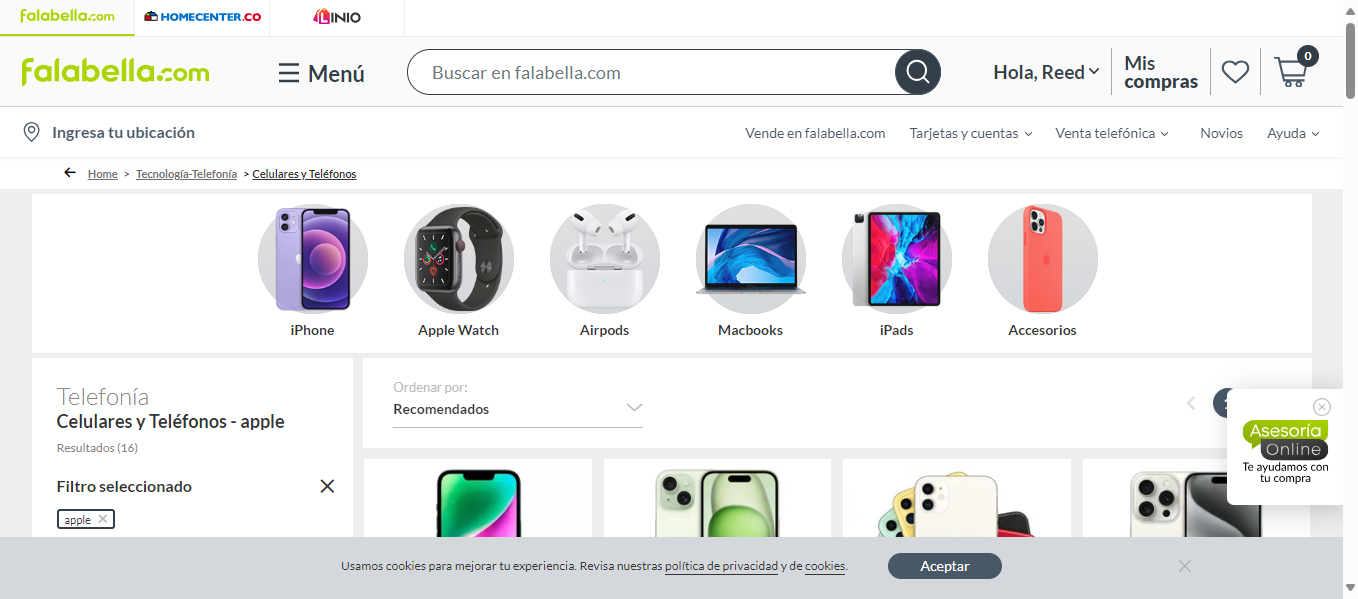 falabella.com
HOMECENTER.CO
LINIO
falabella.com
Menú
Buscar en falabella.com
Hola, Reed
Mis
compras
0
Ingresa tu ubicación
Vende en falabella.com
Tarjetas y cuentas
Venta telefónica
Novios
Ayuda
Home > Tecnología-Telefonía > Celulares y Teléfonos
iPhone
Apple Watch
Airpods
Macbooks
iPads
Accesorios
Telefonía
Celulares y Teléfonos - apple
Resultados (16)
Filtro seleccionado
apple
Ordenar por:
Recomendados
Asesoría
Online
Te ayudamos con
tu compra
Usamos cookies para mejorar tu experiencia. Revisa nuestras política de privacidad y de cookies.
Aceptar